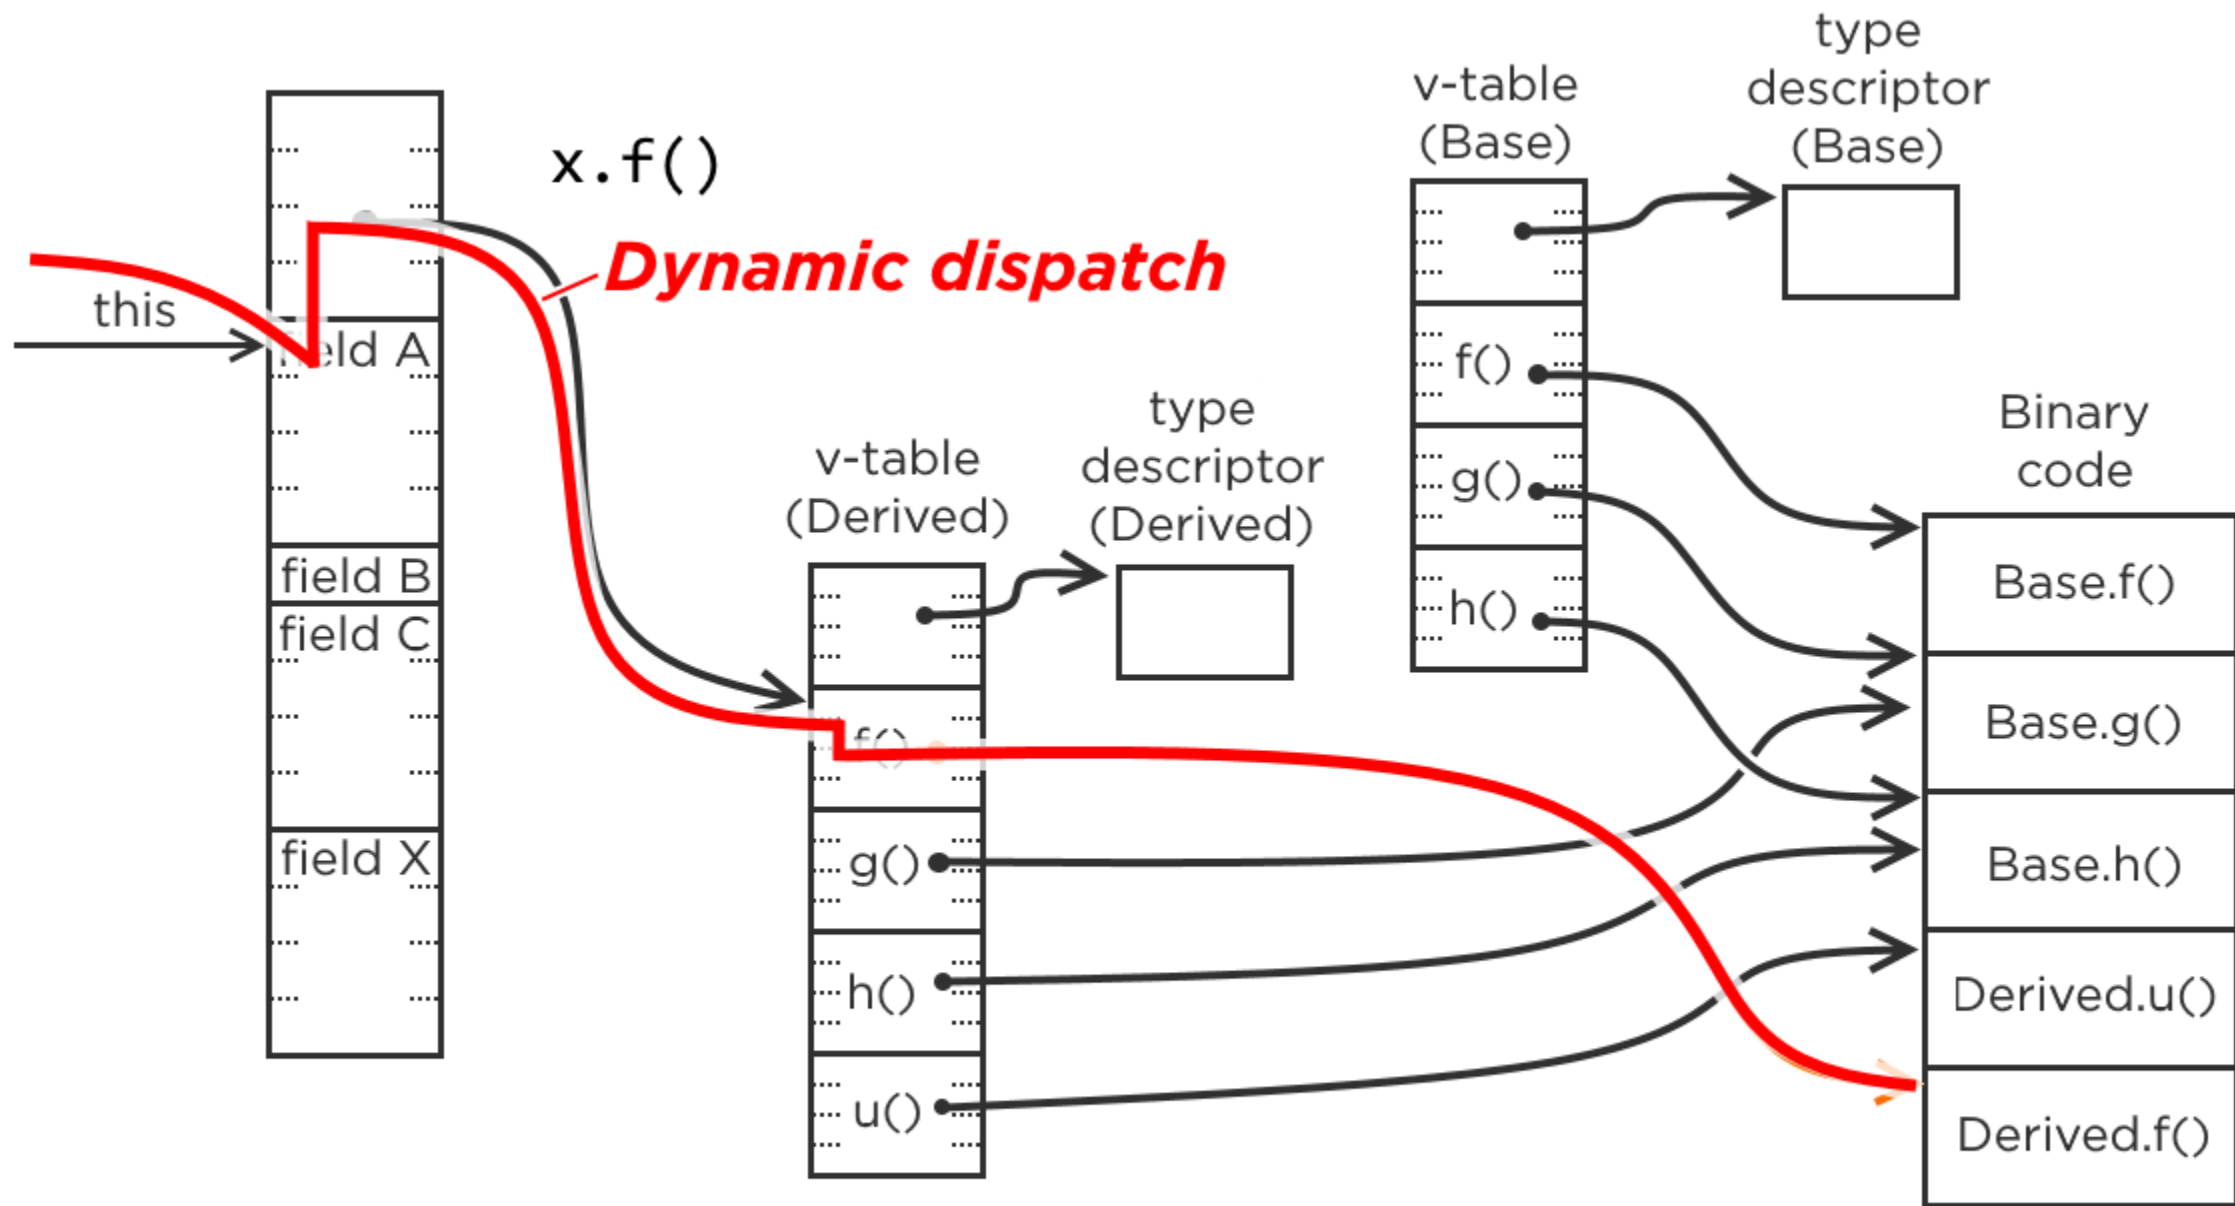 x.f()
Dynamic dispatch
this
field A
field B
field C
field X
v-table
(Derived)
f()
g()
h()
u()
type
descriptor
(Derived)
v-table
(Base)
f()
g()
h()
type
descriptor
(Base)
Binary
code
Base.f()
Base.g()
Base.h()
Derived.u()
Derived.f()